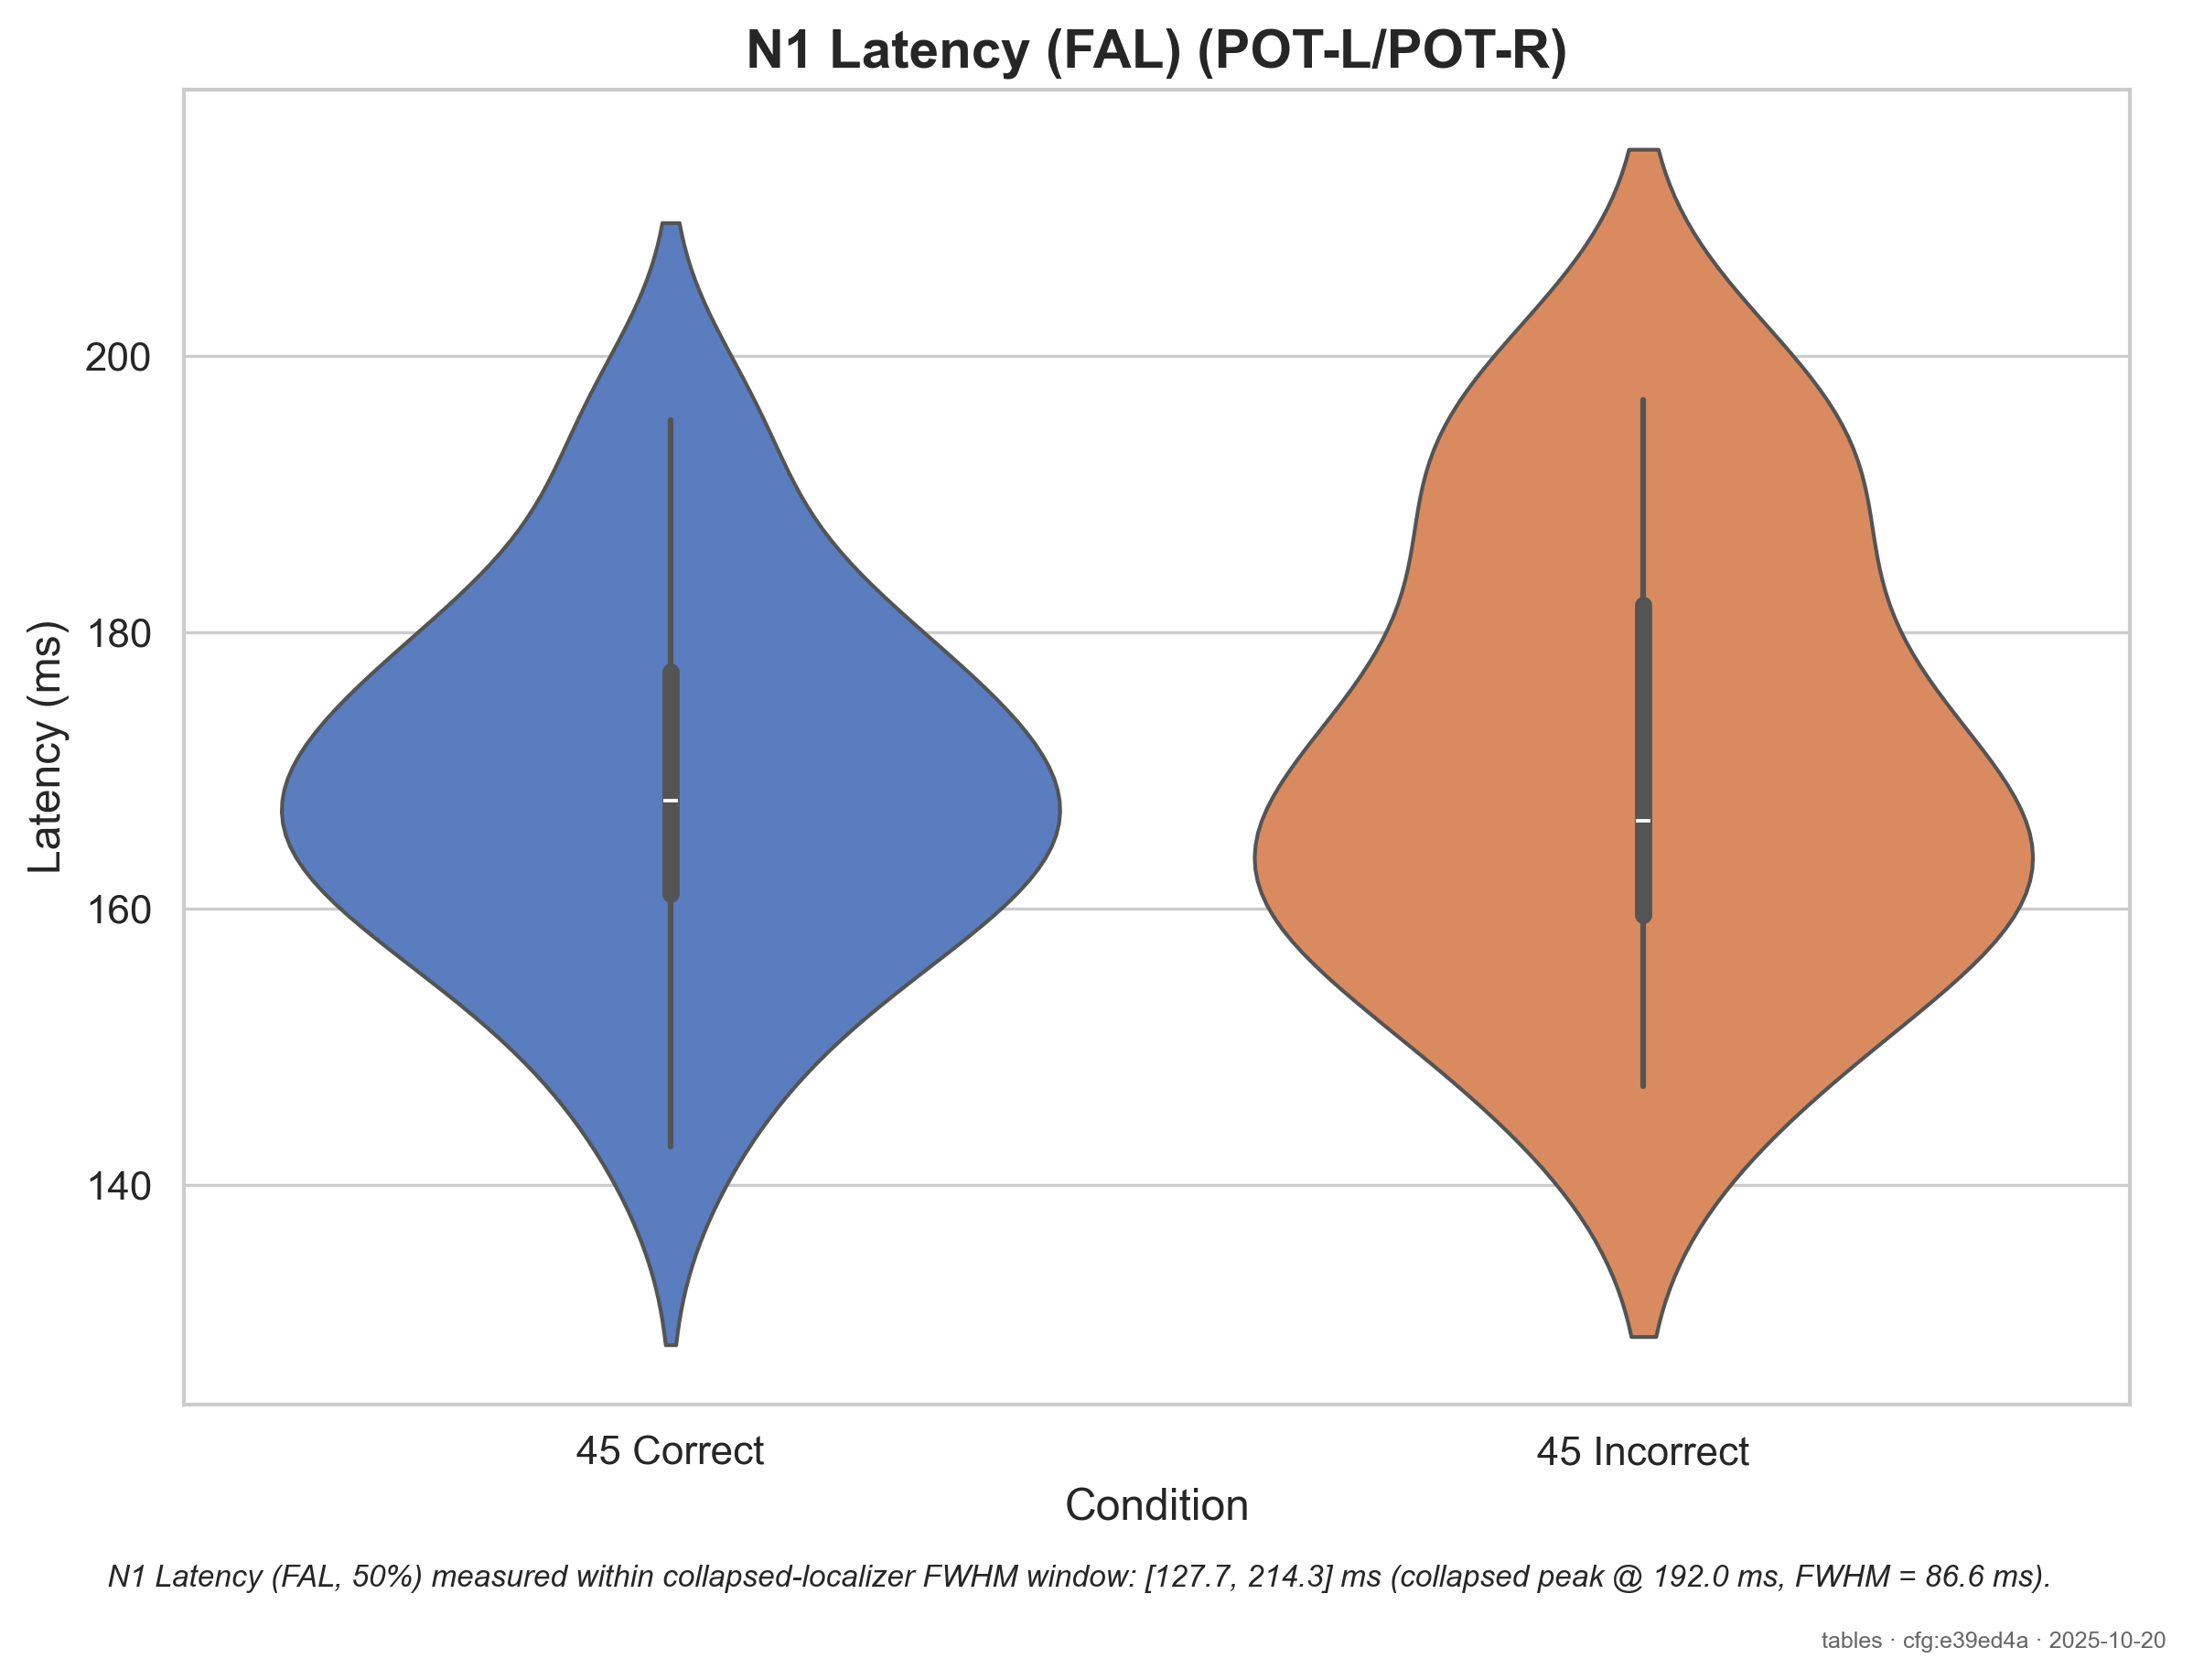 N1 Latency (FAL) (POT-L/POT-R)
Latency (ms)
200
180
160
140
45 Correct
45 Incorrect
Condition
N1 Latency (FAL, 50%) measured within collapsed-localizer FWHM window: [127.7, 214.3] ms (collapsed peak @ 192.0 ms, FWHM = 86.6 ms).
tables · cfg:e39ed4a · 2025-10-20